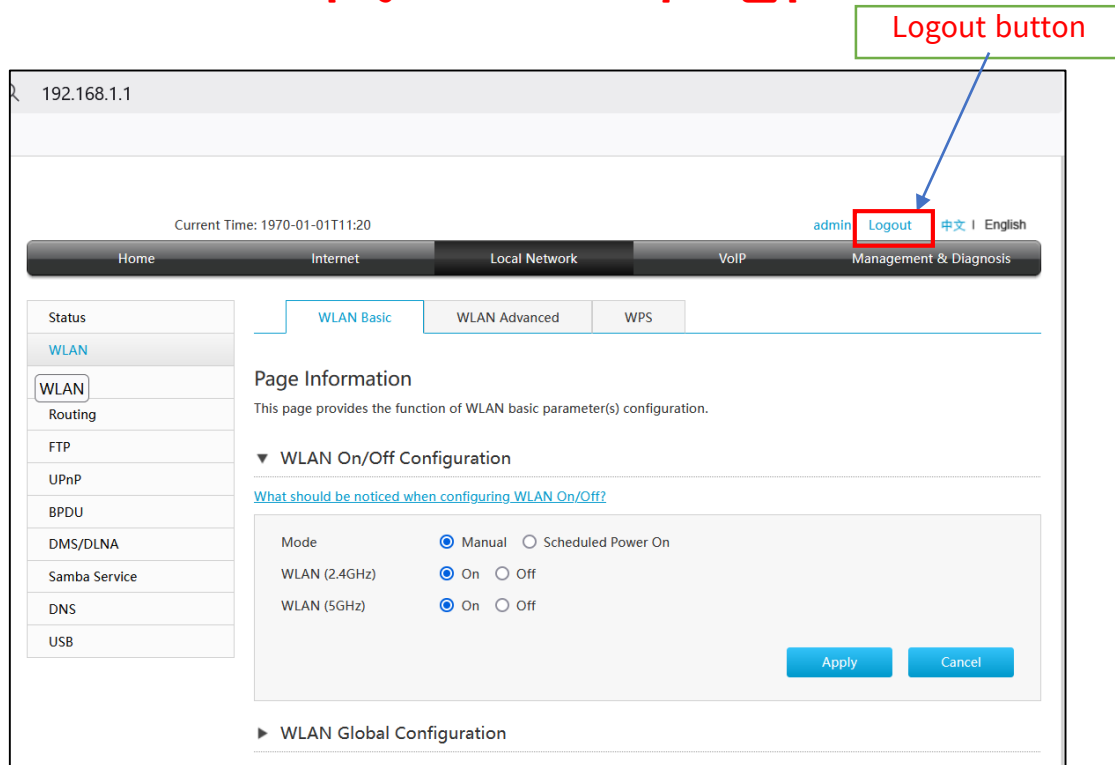 Logout button
192.168.1.1
Current Time: 1970-01-01T11:20
admin Logout 中文 | English
Home Internet Local Network VoIP Management & Diagnosis
Status
WLAN
WLAN
Routing
FTP
UPnP
BPDU
DMS/DLNA
Samba Service
DNS
USB
WLAN Basic WLAN Advanced WPS
Page Information
This page provides the function of WLAN basic parameter(s) configuration.
▼ WLAN On/Off Configuration
What should be noticed when configuring WLAN On/Off?
Mode Manual Scheduled Power On
WLAN (2.4GHz) On Off
WLAN (5GHz) On Off
Apply Cancel
▶ WLAN Global Configuration